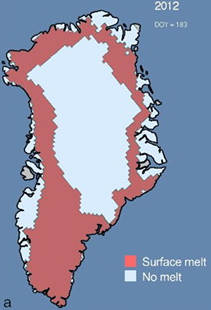 2012
DOY = 183
Surface melt
No melt
a